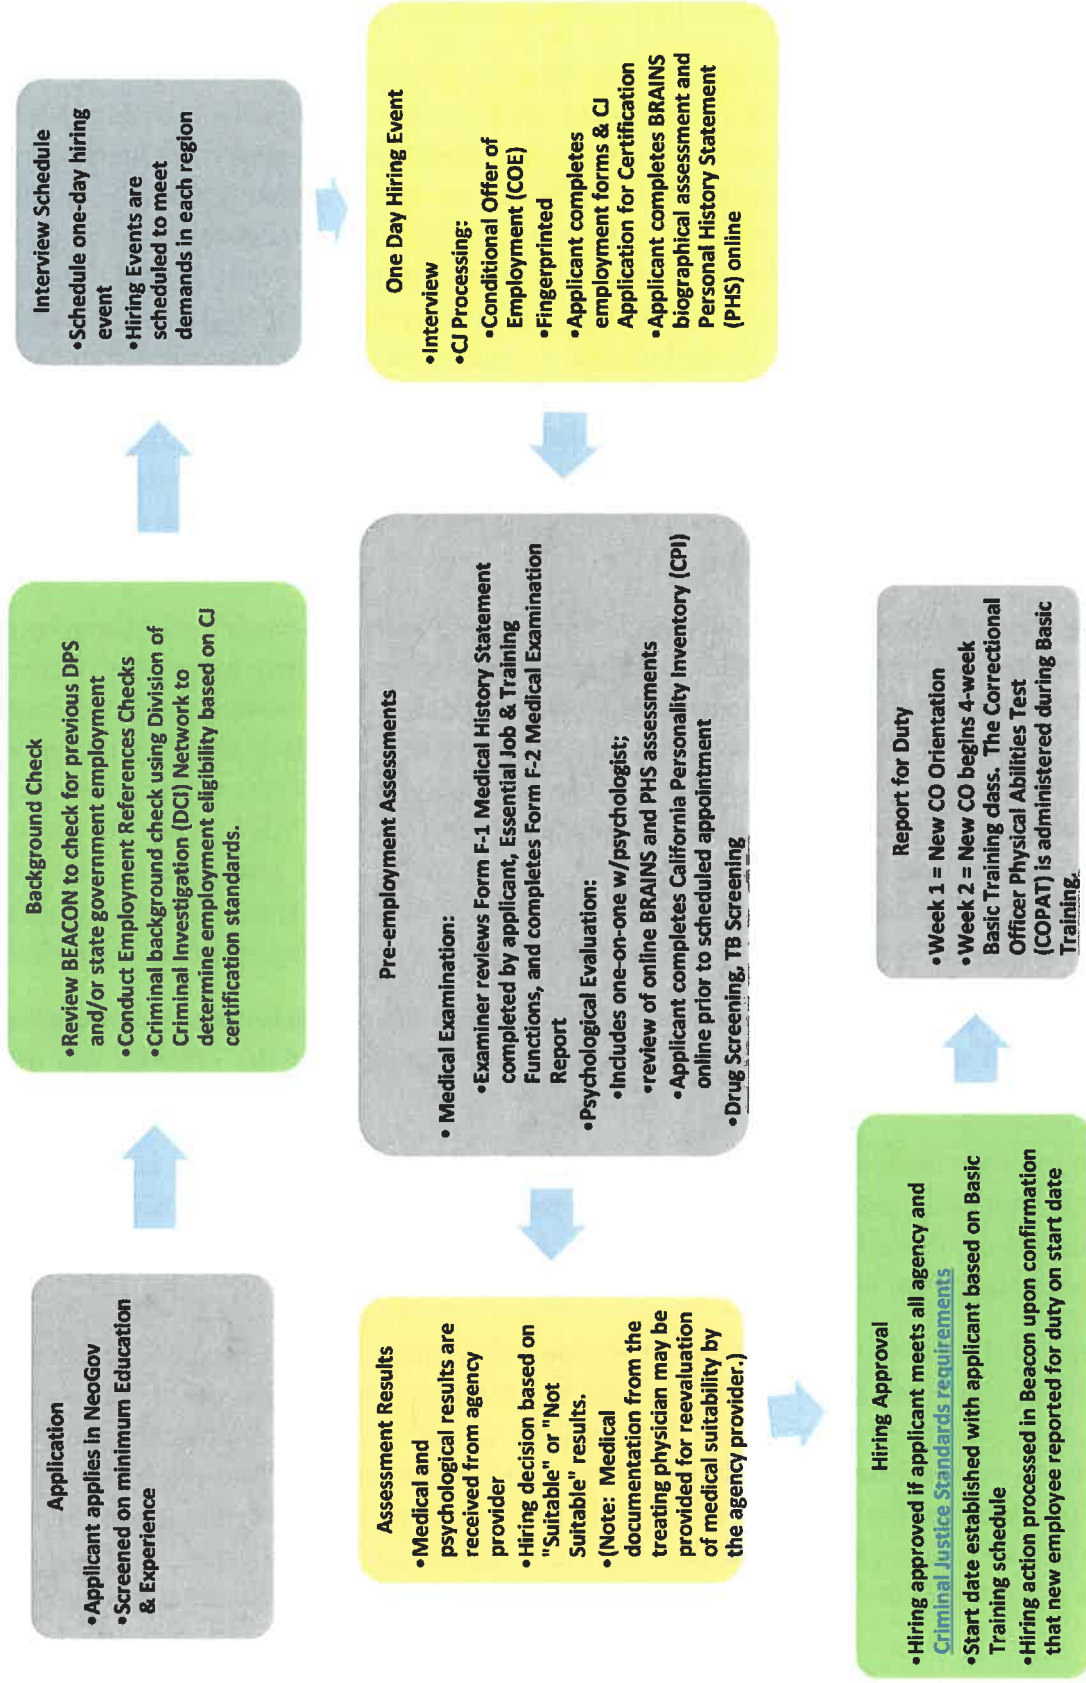 Application
•Applicant applies in NeoGov
•Screened on minimum Education
& Experience
Background Check
•Review BEACON to check for previous DPS
and/or state government employment
•Conduct Employment References Checks
•Criminal background check using Division of
Criminal Investigation (DCI) Network to
determine employment eligibility based on CJ
certification standards.
Interview Schedule
•Schedule one-day hiring
event
•Hiring Events are
scheduled to meet
demands in each region
One Day Hiring Event
•Interview
•CJ Processing:
•Conditional Offer of
Employment (COE)
•Fingerprinted
•Applicant completes
employment forms & CJ
Application for Certification
•Applicant completes BRAINS
biographical assessment and
Personal History Statement
(PHS) online
Pre-employment Assessments
• Medical Examination:
•Examiner reviews Form F-1 Medical History Statement
completed by applicant, Essential Job & Training
Functions, and completes Form F-2 Medical Examination
Report
•Psychological Evaluation:
•Includes one-on-one w/psychologist;
•review of online BRAINS and PHS assessments
•Applicant completes California Personality Inventory (CPI)
online prior to scheduled appointment
•Drug Screening, TB Screening
Assessment Results
•Medical and
psychological results are
received from agency
provider
•Hiring decision based on
"Suitable" or "Not
Suitable" results.
•(Note: Medical
documentation from the
treating physician may be
provided for reevaluation
of medical suitability by
the agency provider.)
Hiring Approval
•Hiring approved if applicant meets all agency and
Criminal Justice Standards requirements
•Start date established with applicant based on Basic
Training schedule
•Hiring action processed in Beacon upon confirmation
that new employee reported for duty on start date
Report for Duty
•Week 1 = New CO Orientation
•Week 2 = New CO begins 4-week
Basic Training class. The Correctional
Officer Physical Abilities Test
(COPAT) is administered during Basic
Training.